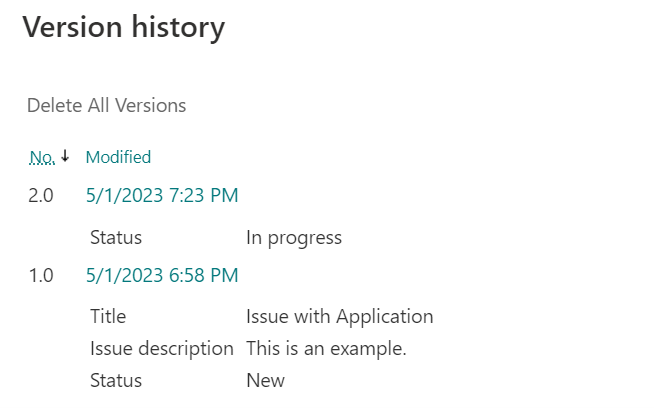 Version history
Delete All Versions
No. ↓ Modified
2.0 5/1/2023 7:23 PM
Status In progress
1.0 5/1/2023 6:58 PM
Title Issue with Application
Issue description This is an example.
Status New